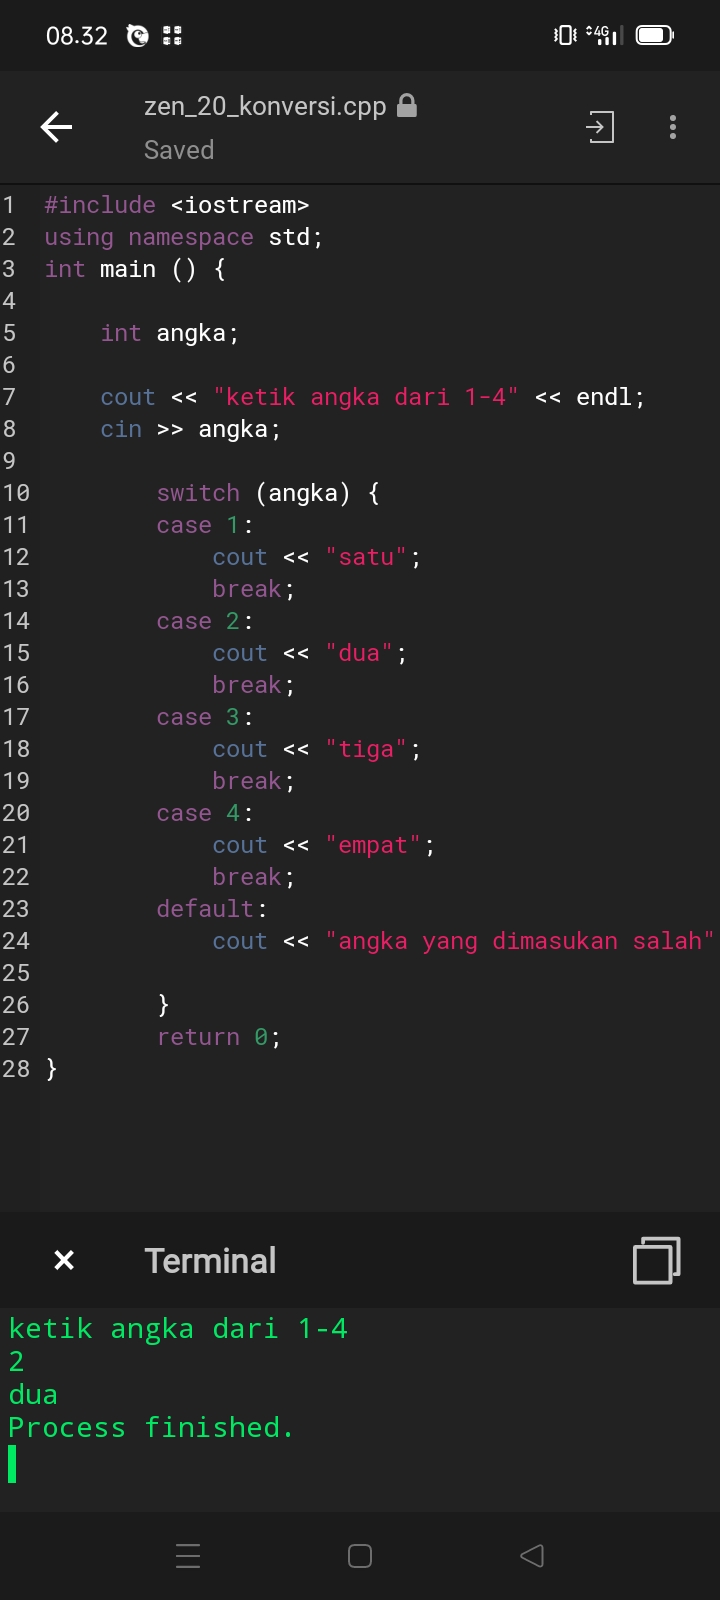 08.32 4G
zen_20_konversi.cpp
Saved
1 #include <iostream>
2 using namespace std;
3 int main () {
4
5     int angka;
6
7     cout << "ketik angka dari 1-4" << endl;
8     cin >> angka;
9
10         switch (angka) {
11         case 1:
12             cout << "satu";
13             break;
14         case 2:
15             cout << "dua";
16             break;
17         case 3:
18             cout << "tiga";
19             break;
20         case 4:
21             cout << "empat";
22             break;
23         default:
24             cout << "angka yang dimasukan salah"
25
26         }
27         return 0;
28 }
Terminal
ketik angka dari 1-4
2
dua
Process finished.